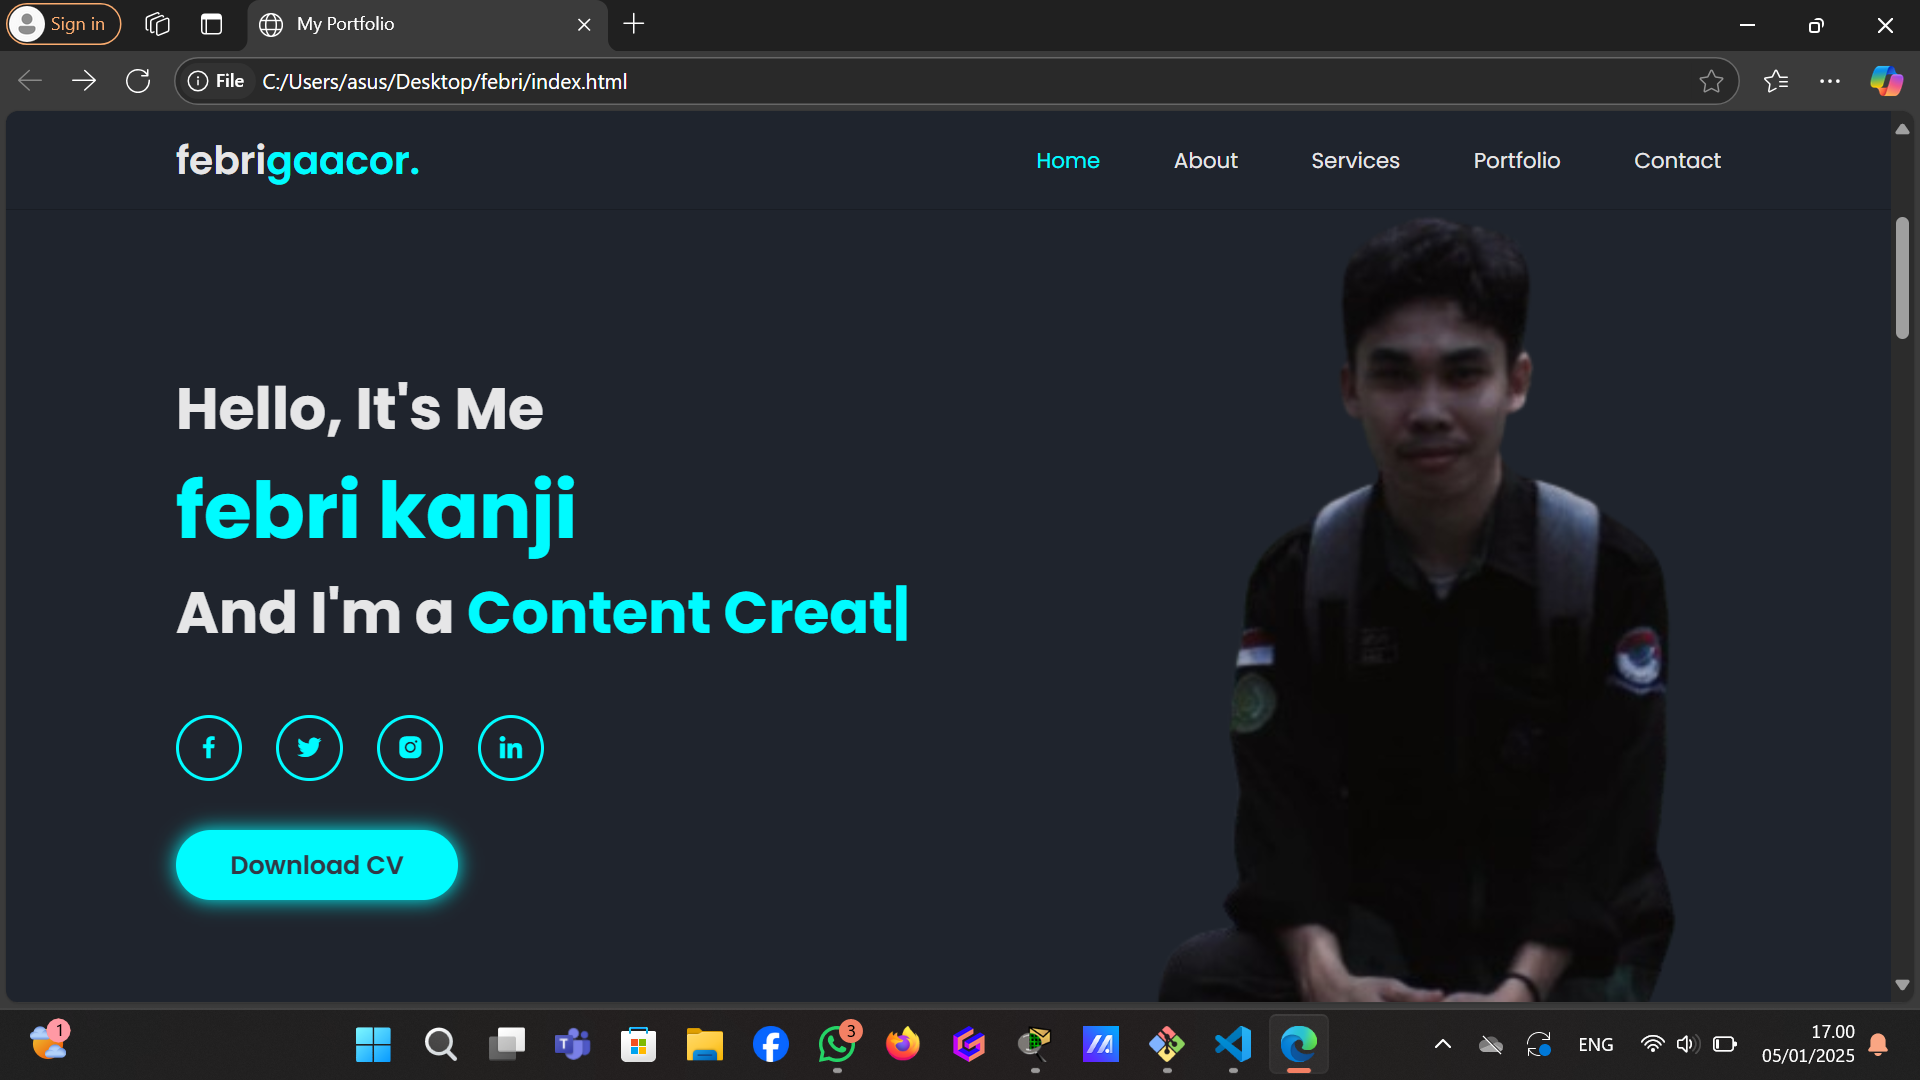 Sign in
My Portfolio
File C:/Users/asus/Desktop/febri/index.html
febrigaacor.
Home About Services Portfolio Contact
Hello, It's Me
febri kanji
And I'm a Content Creat|
Download CV
1
3
ENG
17.00
05/01/2025